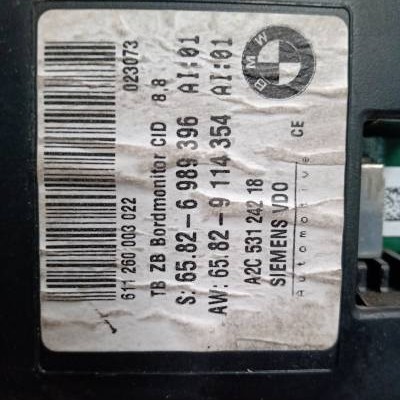 611 260 003 022 023073
TB ZB Bordmonitor CID 8,8
S: 65.82-6 989 396 AI:01
AW: 65.82-9 114 354 AI:01
A2C 531 242 18
SIEMENS VDO
Automotive CE
BMW